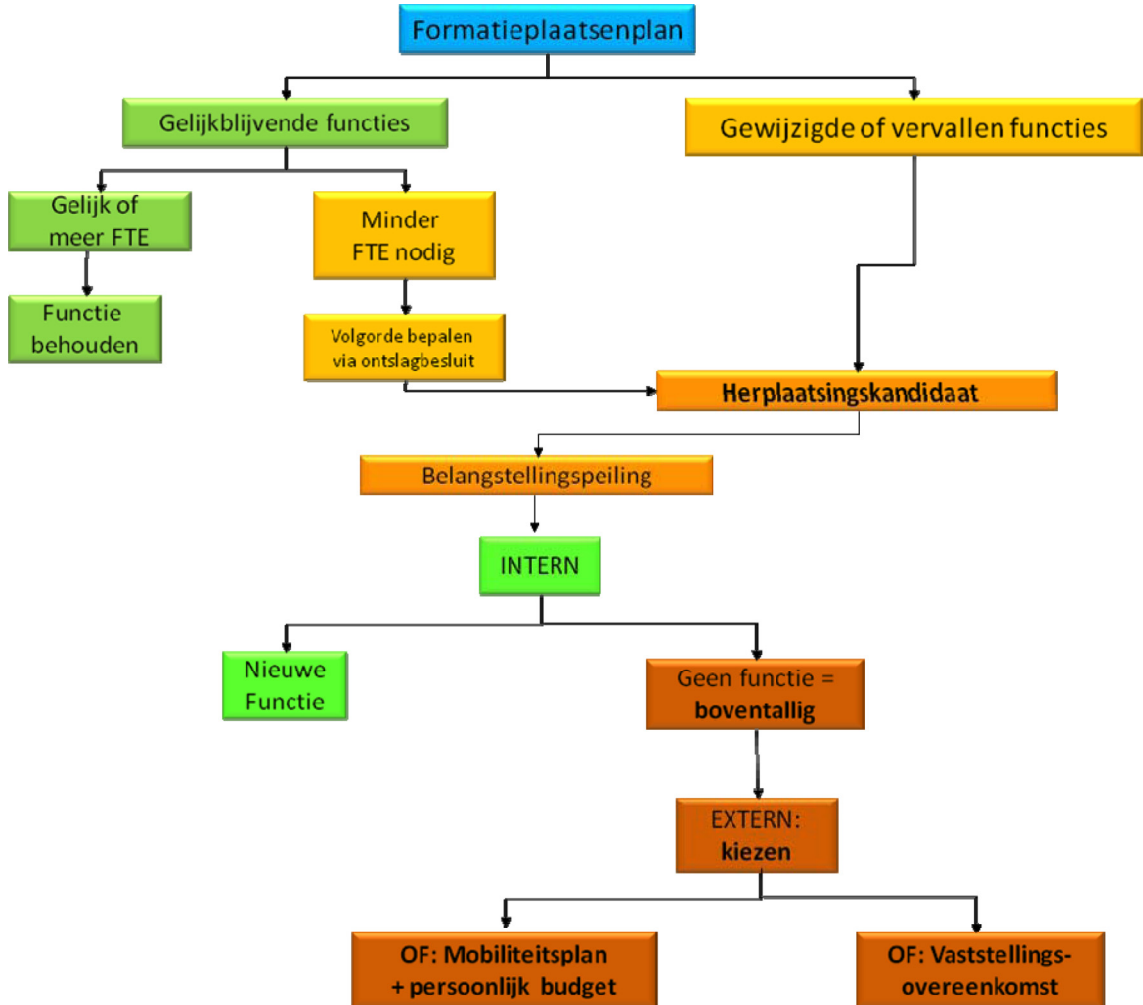 Formatieplaatsenplan
Gelijkblijvende functies
Gewijzigde of vervallen functies
Gelijk of
meer FTE
Minder
FTE nodig
Functie
behouden
Volgorde bepalen
via ontslagbesluit
Herplaatsingskandidaat
Belangstellingspeiling
INTERN
Nieuwe
Functie
Geen functie =
boventallig
EXTERN:
kiezen
OF: Mobiliteitsplan
+ persoonlijk budget
OF: Vaststellings-
overeenkomst